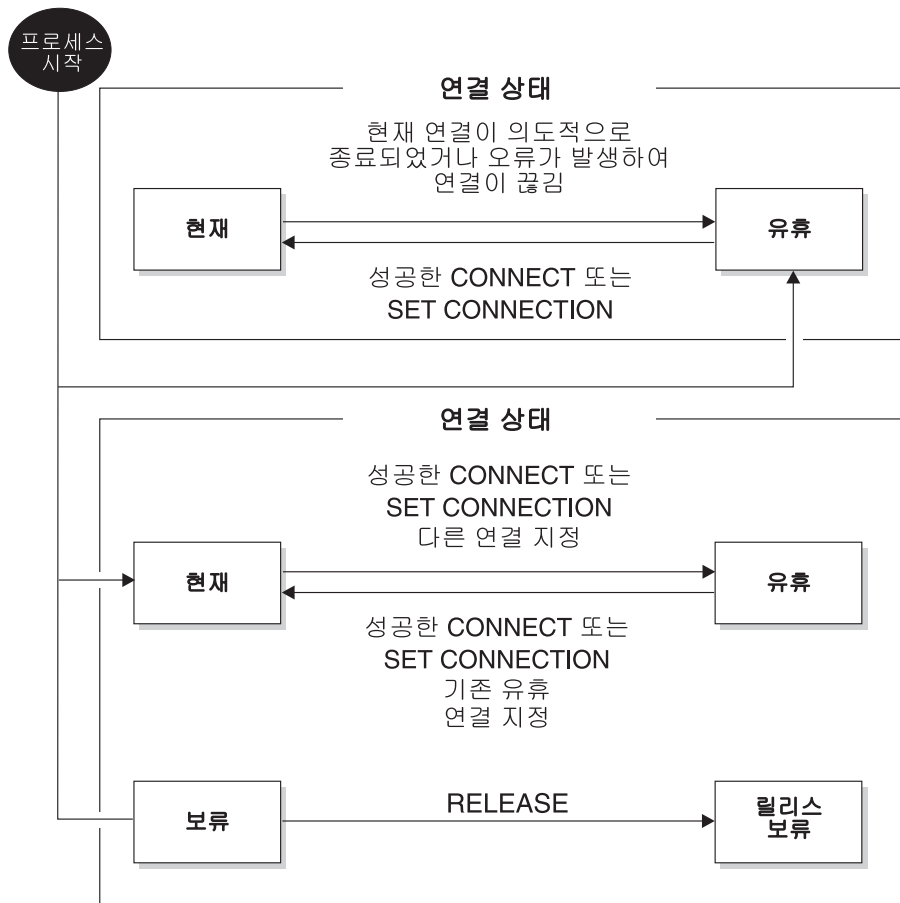 프로세스
시작
연결 상태
현재 연결이 의도적으로
종료되었거나 오류가 발생하여
연결이 끊김
현재
유휴
성공한 CONNECT 또는
SET CONNECTION
연결 상태
성공한 CONNECT 또는
SET CONNECTION
다른 연결 지정
현재
유휴
성공한 CONNECT 또는
SET CONNECTION
기존 유휴
연결 지정
보류
RELEASE
릴리스
보류